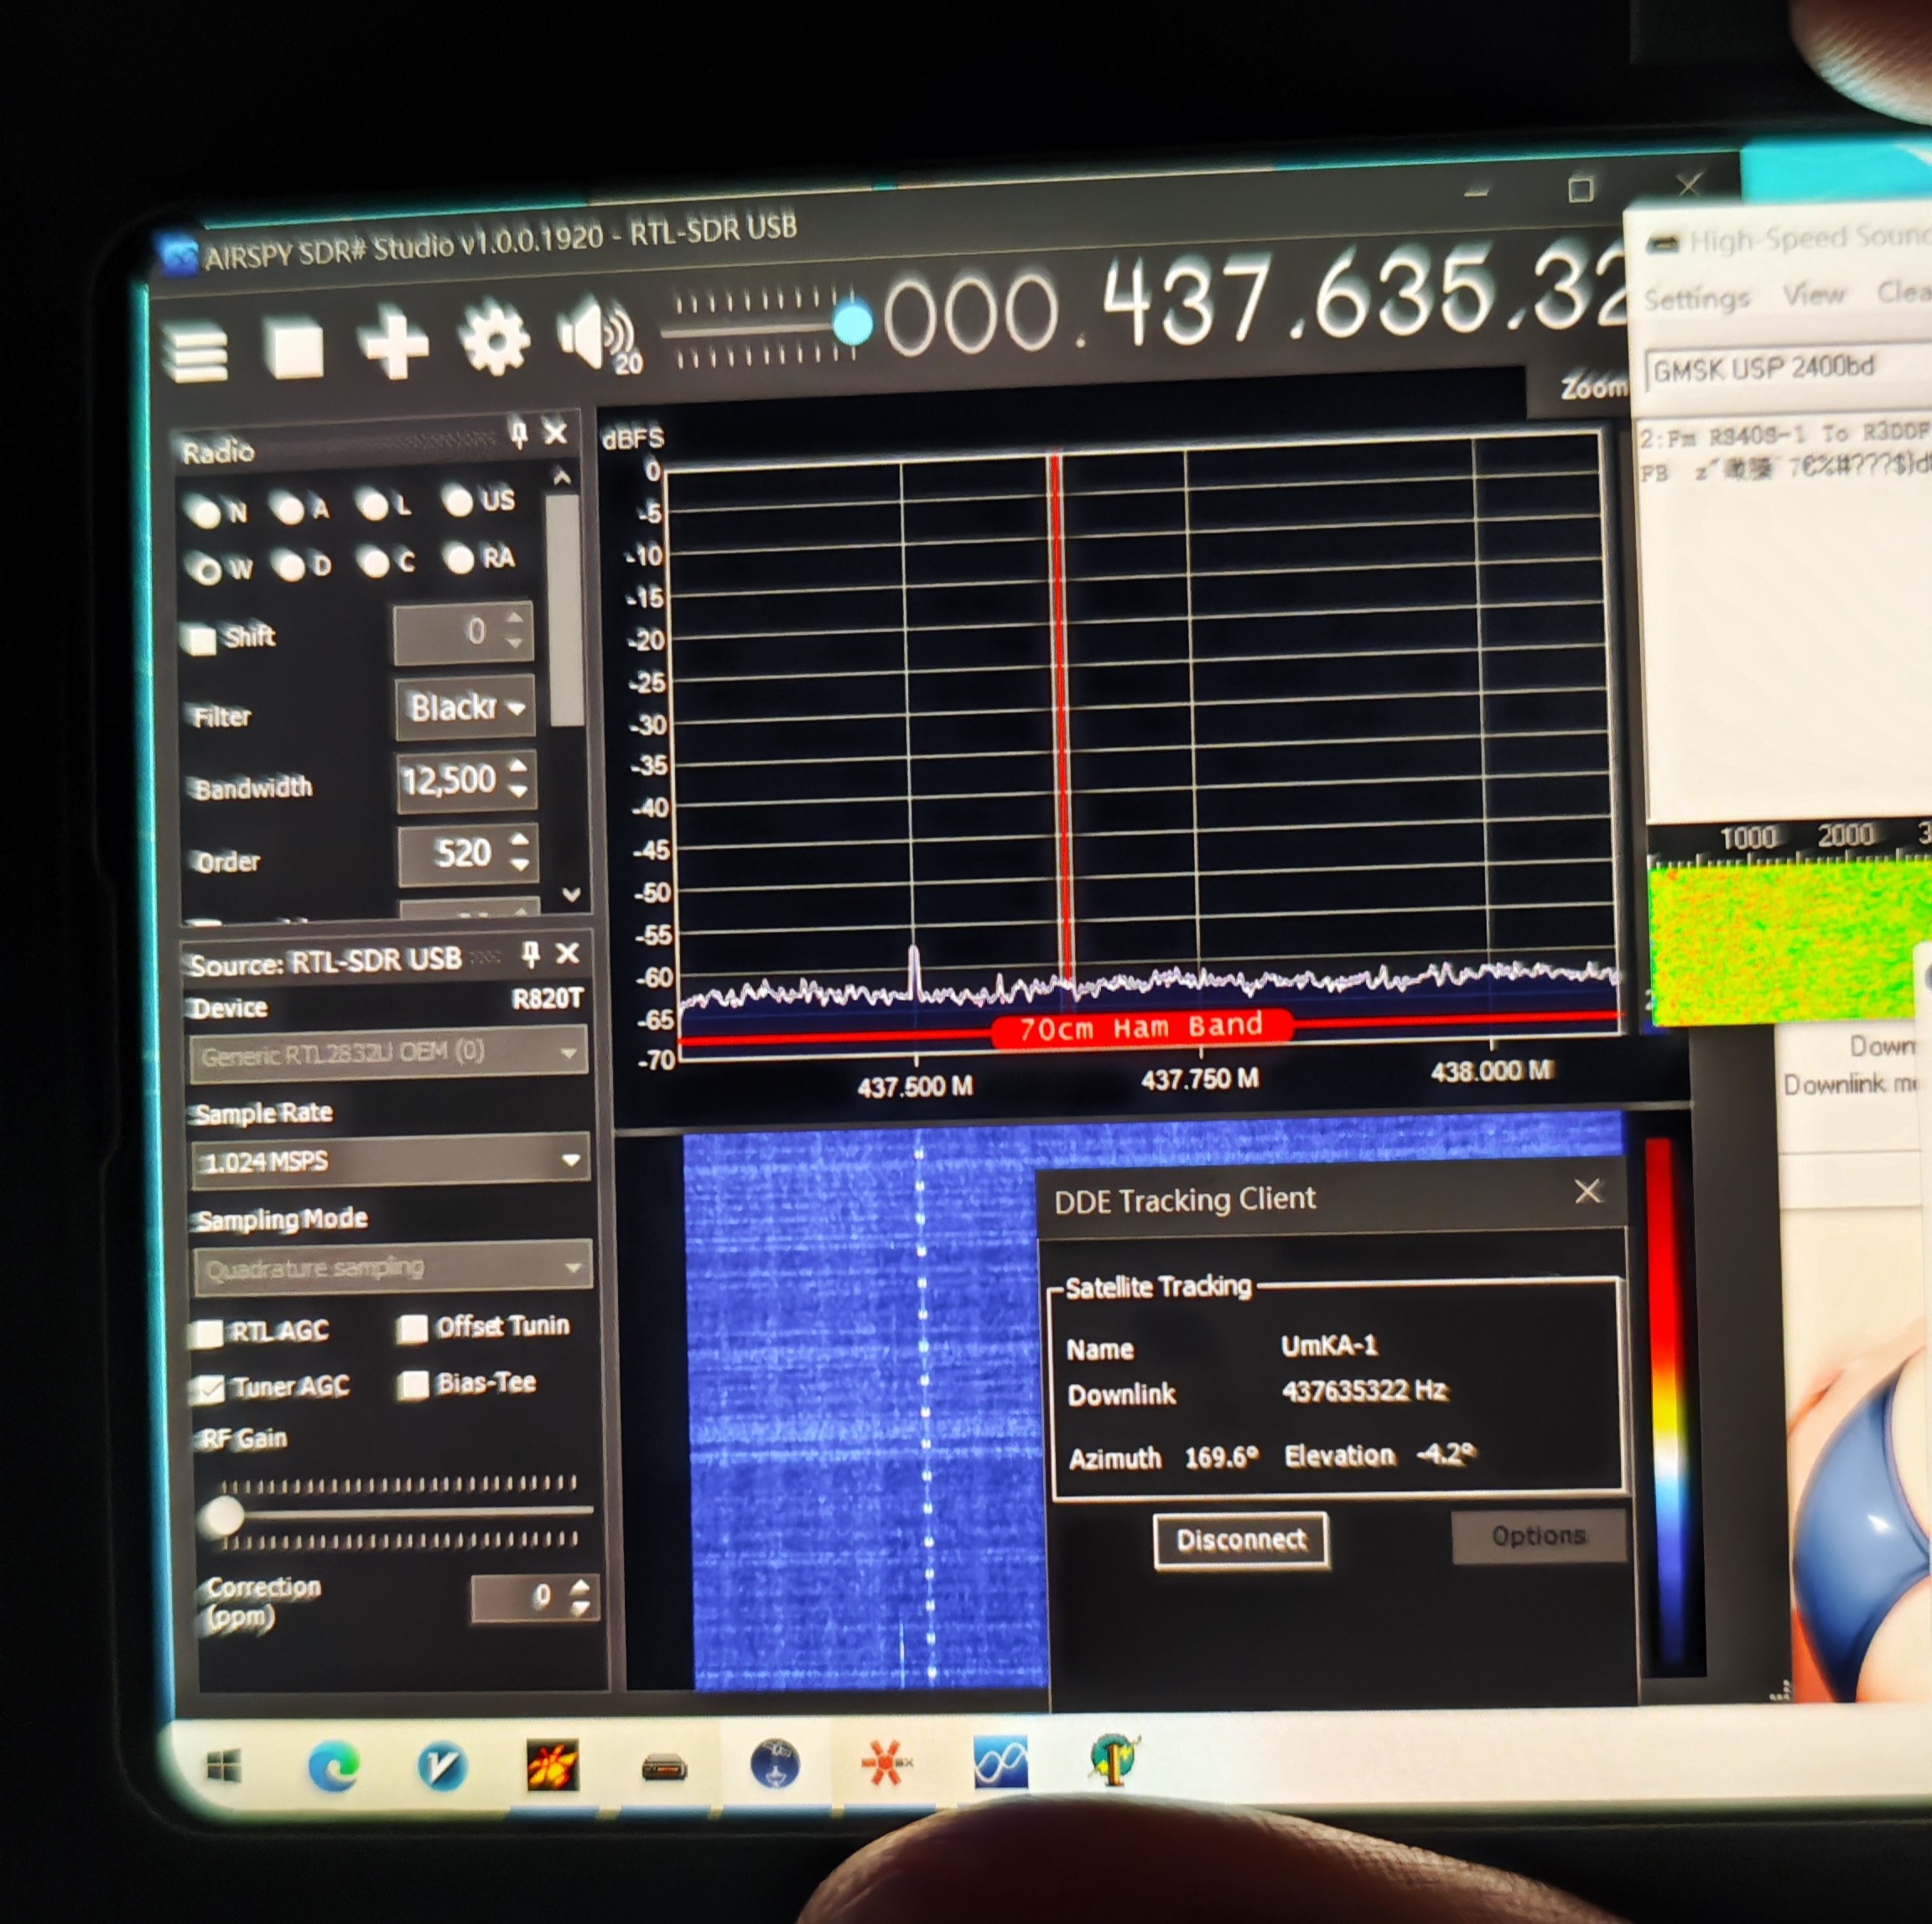 AIRSPY SDR# Studio v1.0.0.1920 - RTL-SDR USB
20
000.437.635.32
Zoom
Radio
N A L US
W D C RA
Shift 0
Filter Blackr
Bandwidth 12,500
Order 520
Source: RTL-SDR USB
Device R820T
Generic RTL2832U OEM (0)
Sample Rate
1.024 MSPS
Sampling Mode
Quadrature sampling
RTL AGC Offset Tunin
Tuner AGC Bias-Tee
RF Gain
Correction
(ppm) 0
dBFS
0
-5
-10
-15
-20
-25
-30
-35
-40
-45
-50
-55
-60
-65
-70
70cm Ham Band
437.500 M 437.750 M 438.000 M
DDE Tracking Client
Satellite Tracking
Name UmKA-1
Downlink 437635322 Hz
Azimuth 169.6° Elevation -4.2°
Disconnect Options
High-Speed Sound
Settings View Clea
GMSK USP 2400bd
2:Fm RS40S-1 To R3DDF
1000 2000 3
Down
Downlink m